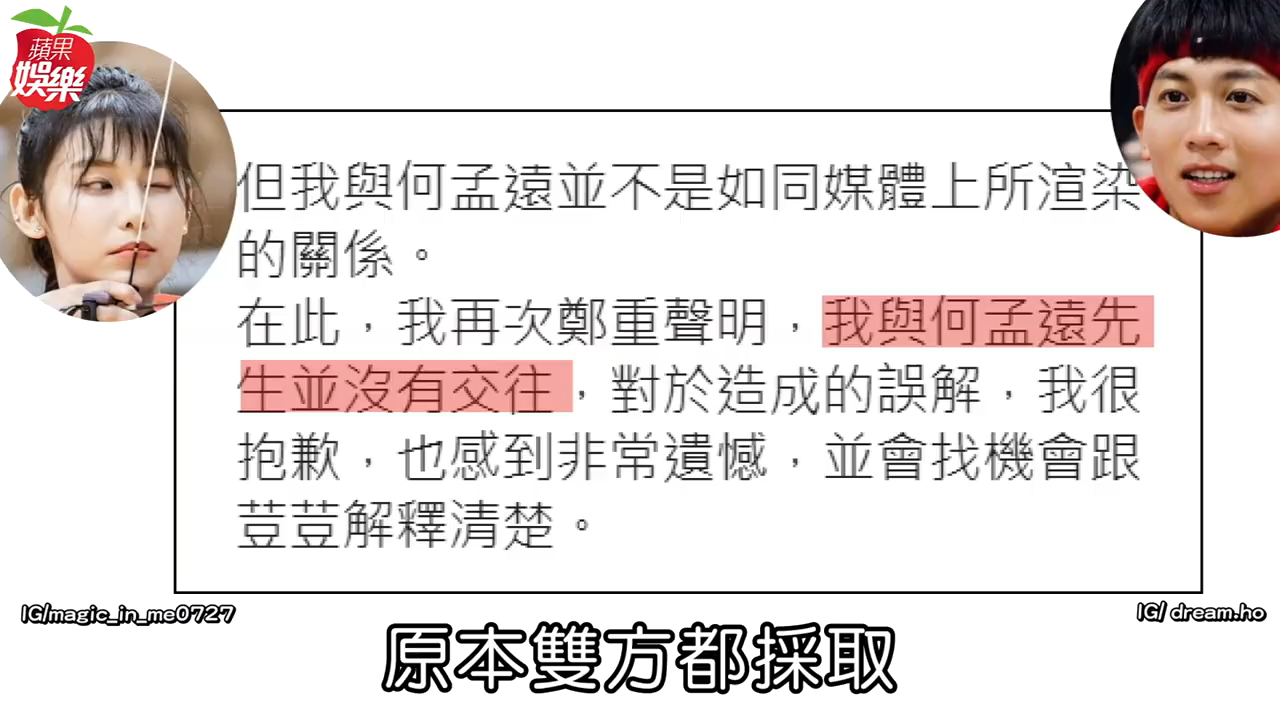 蘋果
娛樂
但我與何孟遠並不是如同媒體上所渲染
的關係。
在此，我再次鄭重聲明，我與何孟遠先
生並沒有交往，對於造成的誤解，我很
抱歉，也感到非常遺憾，並會找機會跟
荳荳解釋清楚。
IG/magic_in_me0727
IG/ dream.ho
原本雙方都採取